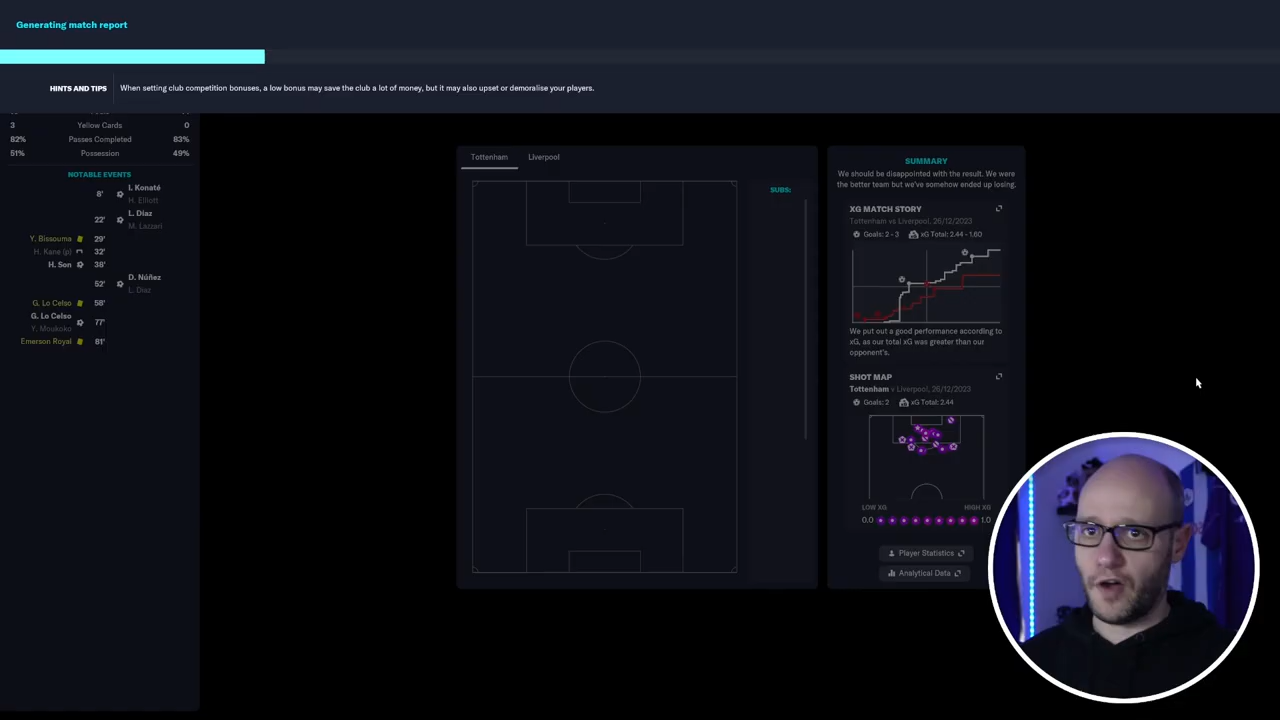 Generating match report
HINTS AND TIPS When setting club competition bonuses, a low bonus may save the club a lot of money, but it may also upset or demoralise your players.
3 Yellow Cards 0
82% Passes Completed 83%
51% Possession 49%
NOTABLE EVENTS
8' I. Konaté
H. Elliott
22' L. Díaz
M. Lazzari
Y. Bissouma 29'
H. Kane (p) 32'
H. Son 38'
52' D. Núñez
L. Díaz
G. Lo Celso 58'
G. Lo Celso 77'
Y. Moukoko
Emerson Royal 81'
Tottenham Liverpool
SUBS:
SUMMARY
We should be disappointed with the result. We were
the better team but we've somehow ended up losing.
XG MATCH STORY
Tottenham vs Liverpool, 26/12/2023
Goals: 2 - 3 xG Total: 2.44 - 1.60
We put out a good performance according to
xG, as our total xG was greater than our
opponent's.
SHOT MAP
Tottenham v Liverpool, 26/12/2023
Goals: 2 xG Total: 2.44
LOW XG HIGH XG
0.0 1.0
Player Statistics
Analytical Data